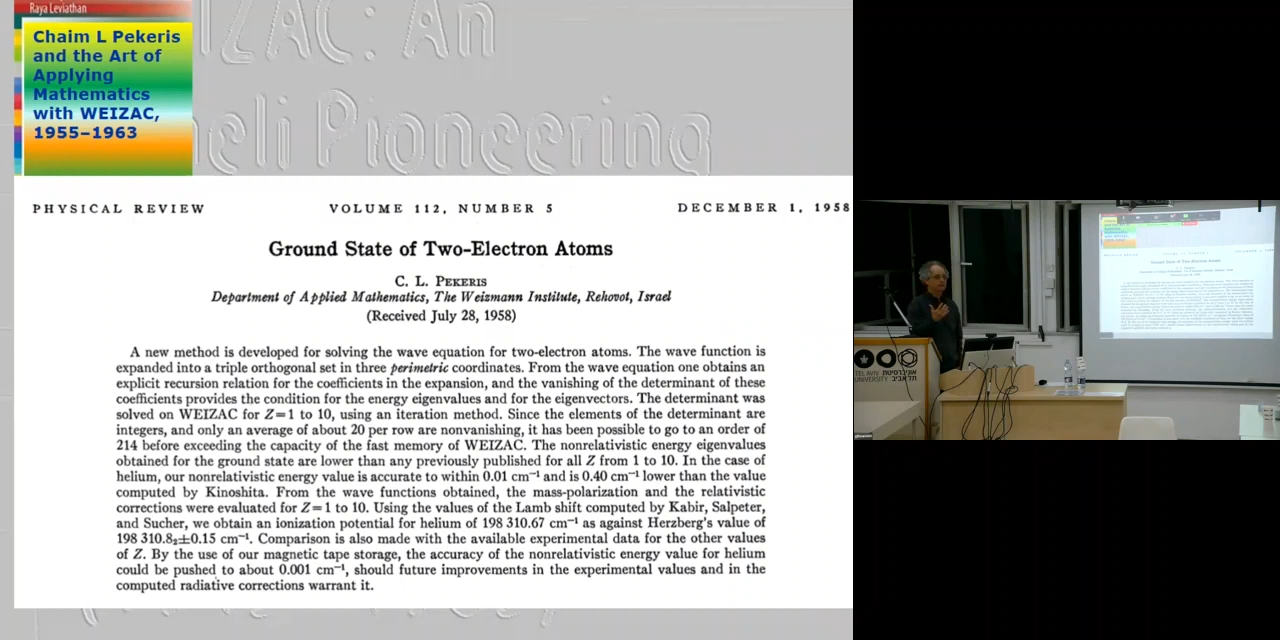 Raya Leviathan
IZAC: An
eli Pioneering
Chaim L Pekeris
and the Art of
Applying
Mathematics
with WEIZAC,
1955–1963
PHYSICAL REVIEW VOLUME 112, NUMBER 5 DECEMBER 1, 1958
Ground State of Two-Electron Atoms
C. L. PEKERIS
Department of Applied Mathematics, The Weizmann Institute, Rehovot, Israel
(Received July 28, 1958)
A new method is developed for solving the wave equation for two-electron atoms. The wave function is
expanded into a triple orthogonal set in three perimetric coordinates. From the wave equation one obtains an
explicit recursion relation for the coefficients in the expansion, and the vanishing of the determinant of these
coefficients provides the condition for the energy eigenvalues and for the eigenvectors. The determinant was
solved on WEIZAC for Z=1 to 10, using an iteration method. Since the elements of the determinant are
integers, and only an average of about 20 per row are nonvanishing, it has been possible to go to an order of
214 before exceeding the capacity of the fast memory of WEIZAC. The nonrelativistic energy eigenvalues
obtained for the ground state are lower than any previously published for all Z from 1 to 10. In the case of
helium, our nonrelativistic energy value is accurate to within 0.01 cm⁻¹ and is 0.40 cm⁻¹ lower than the value
computed by Kinoshita. From the wave functions obtained, the mass-polarization and the relativistic
corrections were evaluated for Z=1 to 10. Using the values of the Lamb shift computed by Kabir, Salpeter,
and Sucher, we obtain an ionization potential for helium of 198 310.67 cm⁻¹ as against Herzberg's value of
198 310.8₂±0.15 cm⁻¹. Comparison is also made with the available experimental data for the other values
of Z. By the use of our magnetic tape storage, the accuracy of the nonrelativistic energy value for helium
could be pushed to about 0.001 cm⁻¹, should future improvements in the experimental values and in the
computed radiative corrections warrant it.
TEL AVIV אוניברסיטת
UNIVERSITY תל אביב